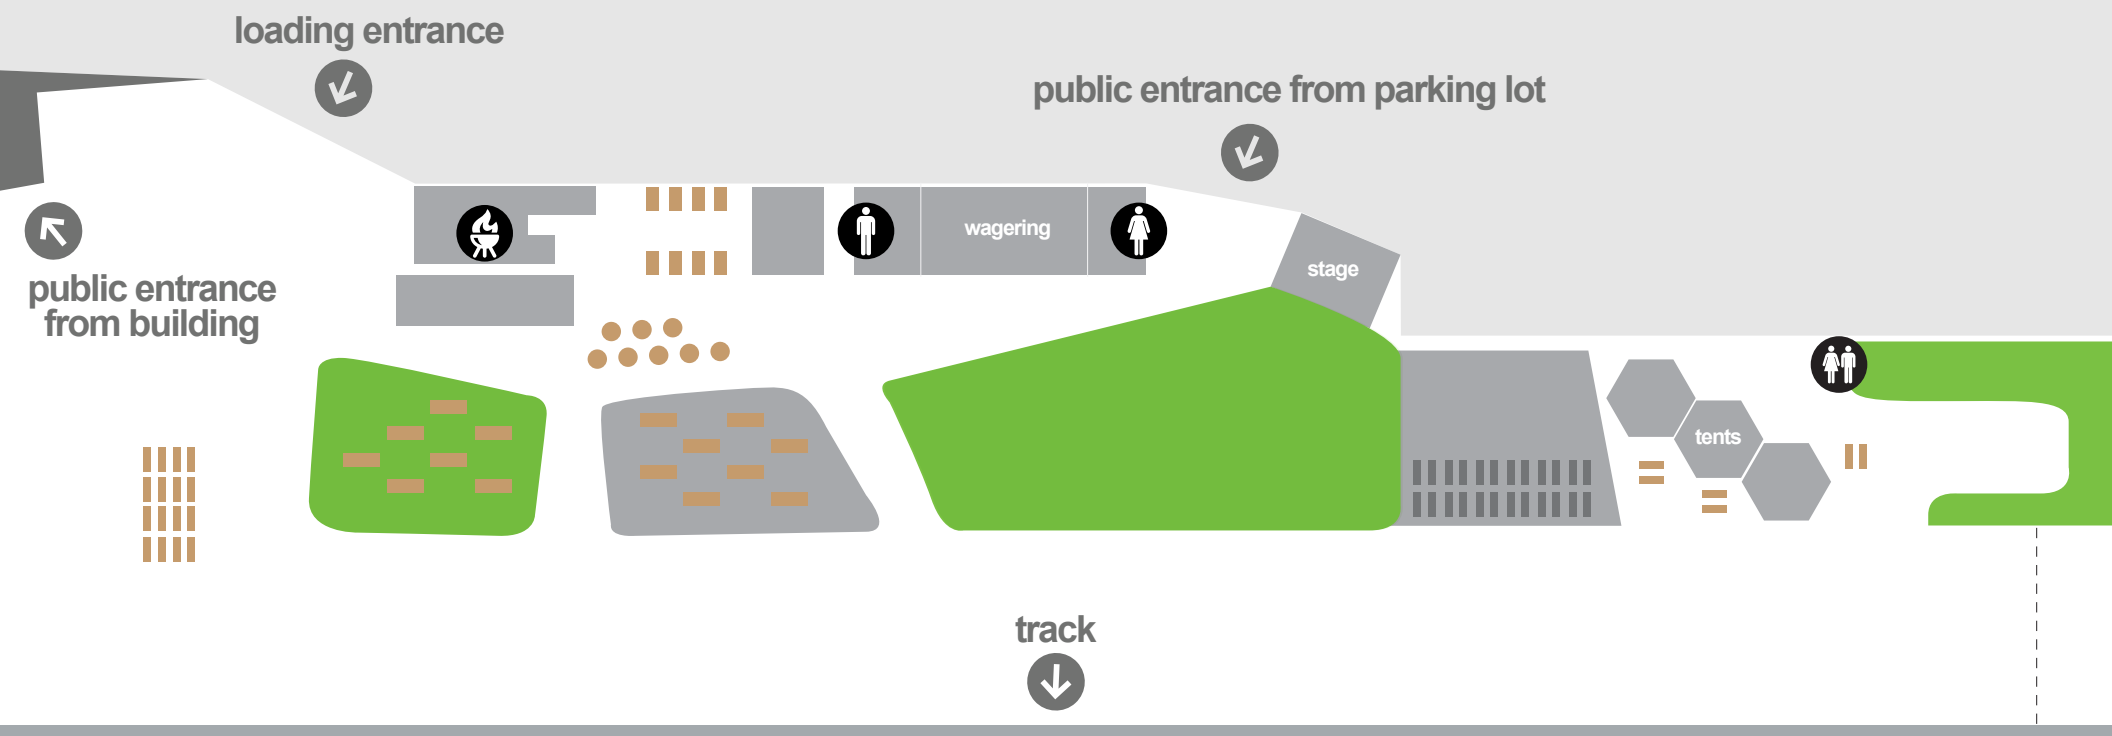 loading entrance
public entrance from parking lot
wagering
stage
public entrance
from building
tents
track